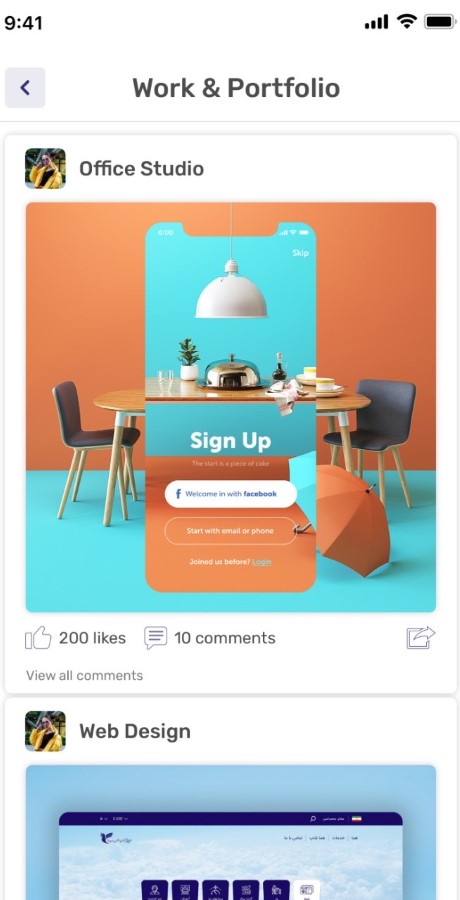 9:41
Work & Portfolio
Office Studio
6:00
Skip
Sign Up
The start is a piece of cake
f Welcome in with facebook
Start with email or phone
Joined us before? Login
200 likes
10 comments
View all comments
Web Design